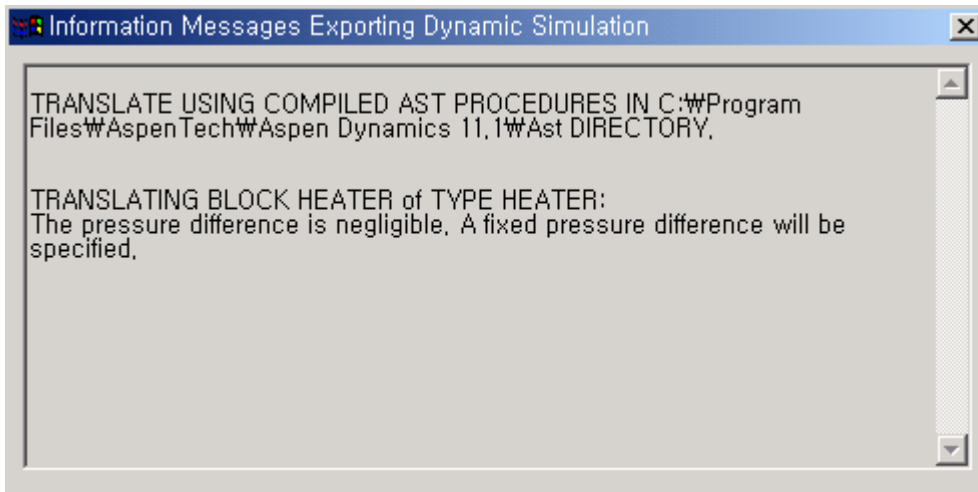 Information Messages Exporting Dynamic Simulation
TRANSLATE USING COMPILED AST PROCEDURES IN C:₩Program
Files₩AspenTech₩Aspen Dynamics 11.1₩Ast DIRECTORY.
TRANSLATING BLOCK HEATER of TYPE HEATER:
The pressure difference is negligible. A fixed pressure difference will be
specified.